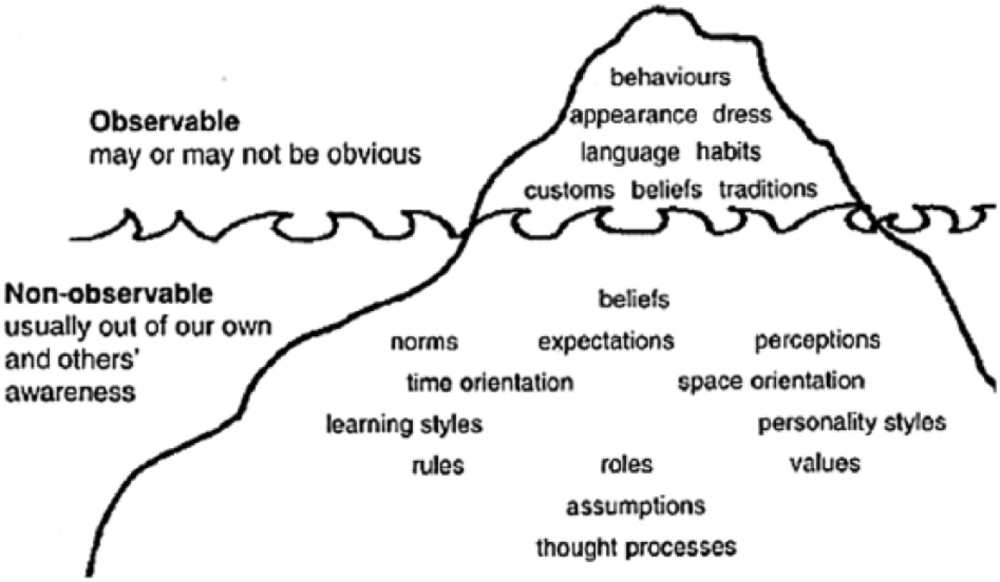 behaviours
appearance dress
language habits
customs beliefs traditions
Observable
may or may not be obvious
Non-observable
usually out of our own
and others'
awareness
beliefs
norms expectations perceptions
time orientation space orientation
learning styles personality styles
rules roles values
assumptions
thought processes